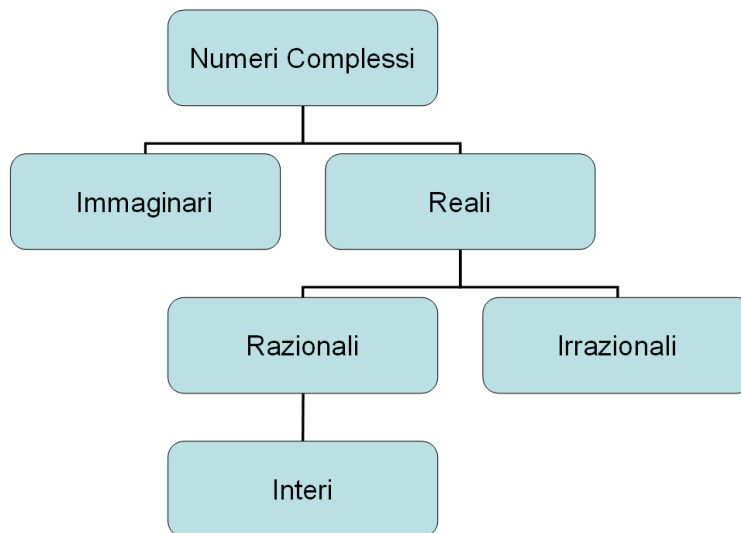 Numeri Complessi
Immaginari
Reali
Razionali
Irrazionali
Interi